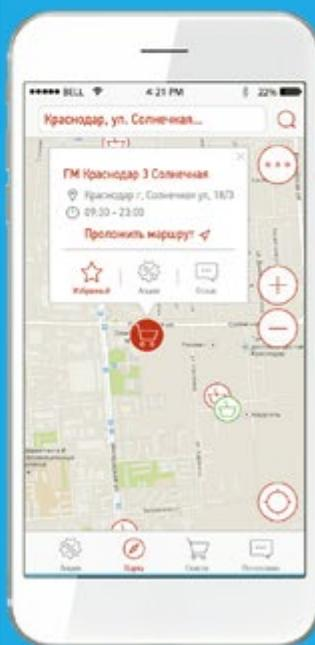 BELL 4:21 PM 22%
Краснодар, ул. Солнечная...
ГМ Краснодар 3 Солнечная
Краснодар г, Солнечная ул, 18/3
09:30 - 23:00
Проложить маршрут
Избранный Акции Отзыв
Акции Карта Списки